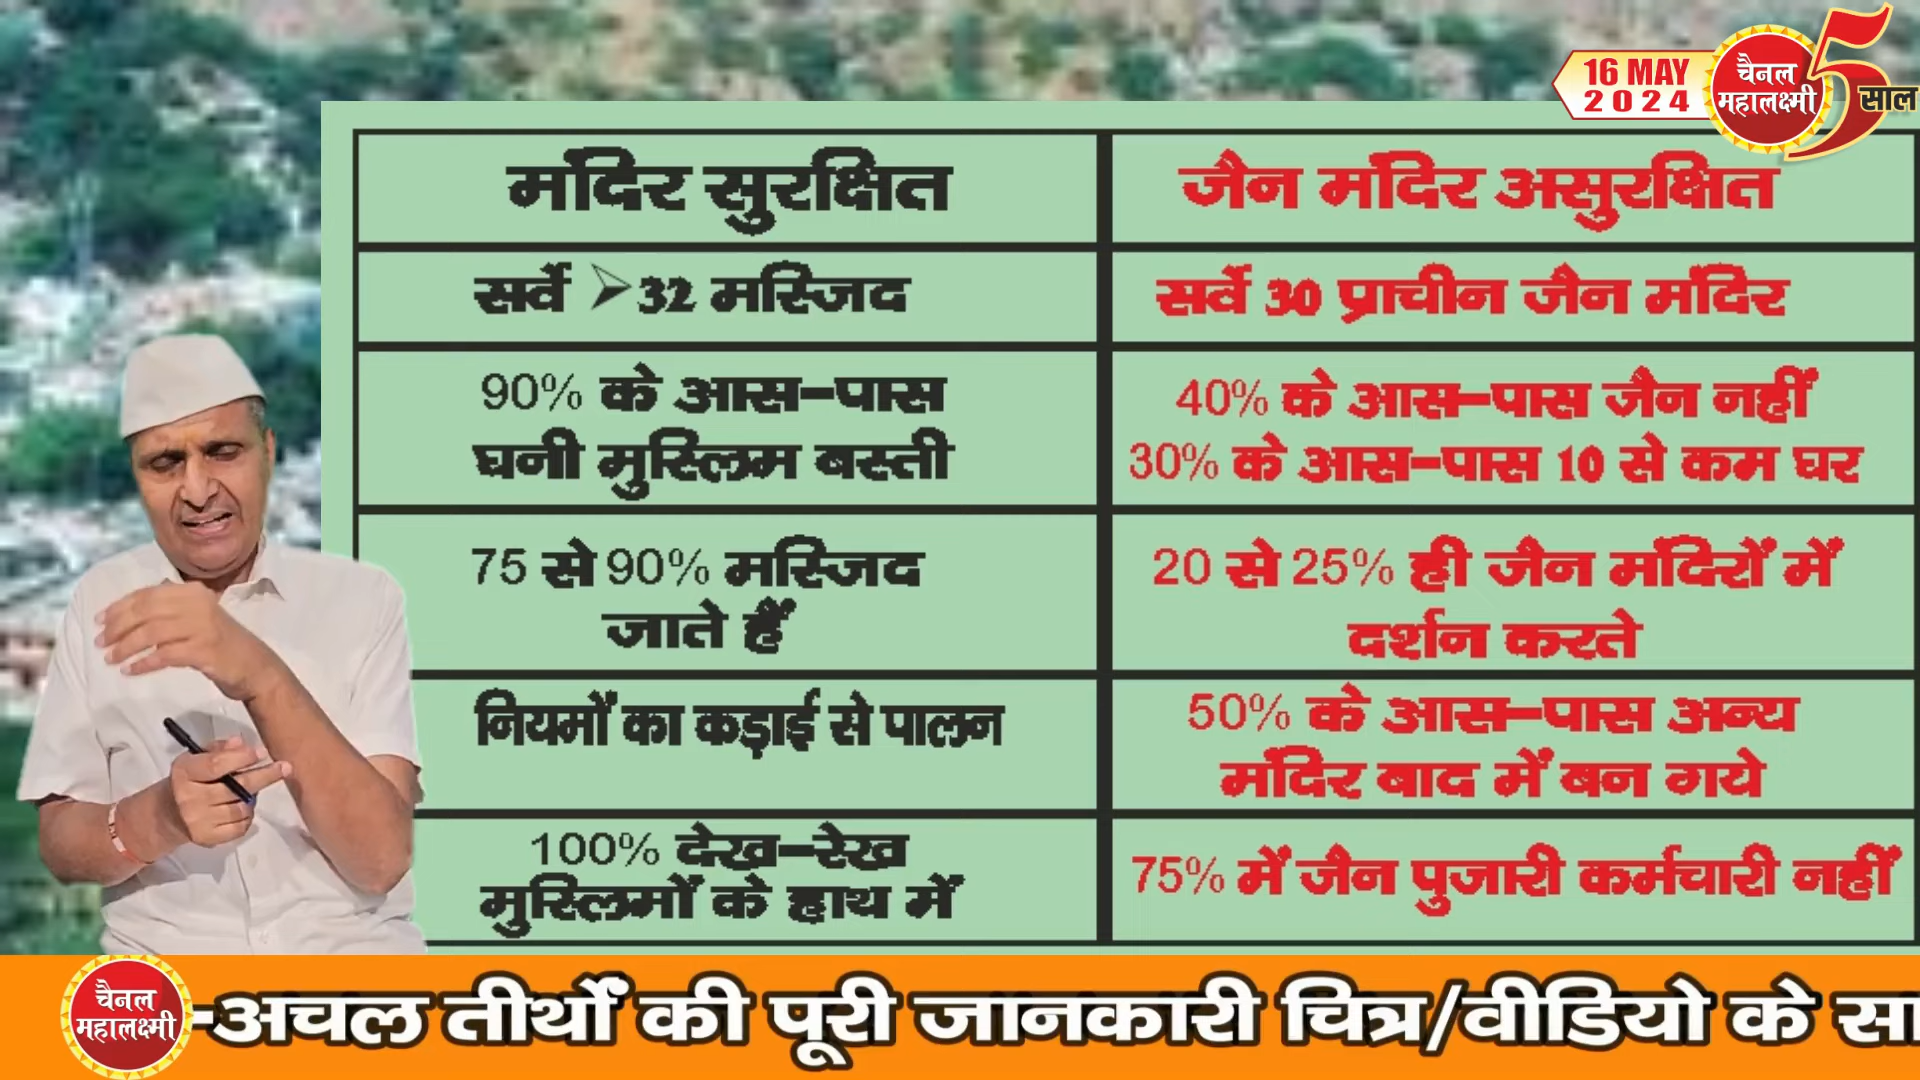 16 MAY
2024
चैनल
महालक्ष्मी
5
साल
मंदिर सुरक्षित
जैन मंदिर असुरक्षित
सर्वे ➢32 मस्जिद
सर्वे 30 प्राचीन जैन मंदिर
90% के आस-पास
घनी मुस्लिम बस्ती
40% के आस-पास जैन नहीं
30% के आस-पास 10 से कम घर
75 से 90% मस्जिद
जाते हैं
20 से 25% ही जैन मंदिरों में
दर्शन करते
नियमों का कड़ाई से पालन
50% के आस-पास अन्य
मंदिर बाद में बन गये
100% देख-रेख
मुस्लिमों के हाथ में
75% में जैन पुजारी कर्मचारी नहीं
चैनल
महालक्ष्मी
-अचल तीर्थों की पूरी जानकारी चित्र/वीडियो के सा